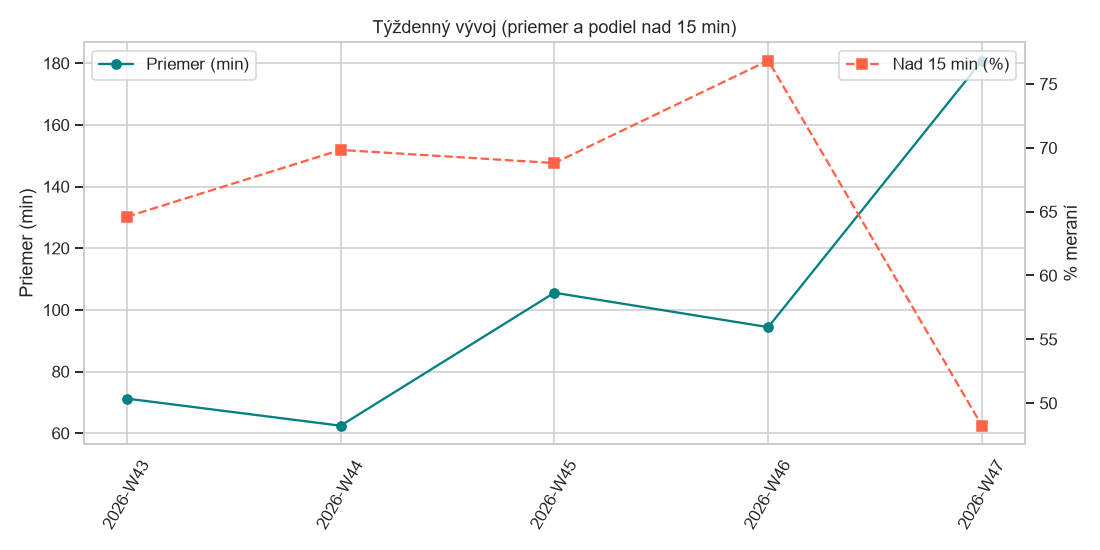 Týždenný vývoj (priemer a podiel nad 15 min)
Priemer (min)
Nad 15 min (%)
180
160
140
120
100
80
60
Priemer (min)
75
70
65
60
55
50
% meraní
2026-W43
2026-W44
2026-W45
2026-W46
2026-W47